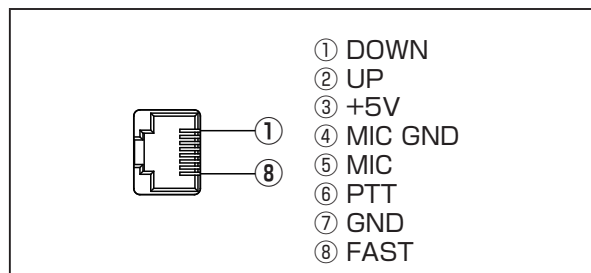 ① DOWN
② UP
③ +5V
④ MIC GND
⑤ MIC
⑥ PTT
⑦ GND
⑧ FAST
①
⑧